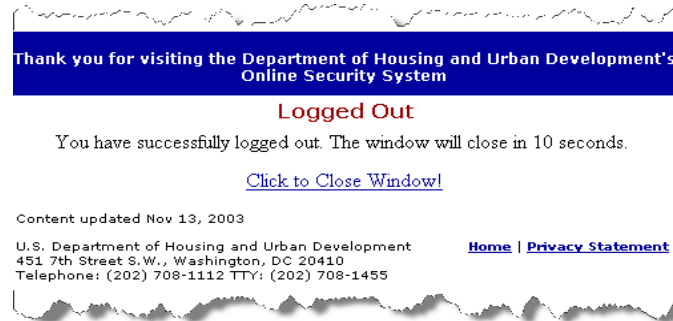 Thank you for visiting the Department of Housing and Urban Development's
Online Security System
Logged Out
You have successfully logged out. The window will close in 10 seconds.
Click to Close Window!
Content updated Nov 13, 2003
U.S. Department of Housing and Urban Development
Home | Privacy Statement
451 7th Street S.W., Washington, DC 20410
Telephone: (202) 708-1112 TTY: (202) 708-1455